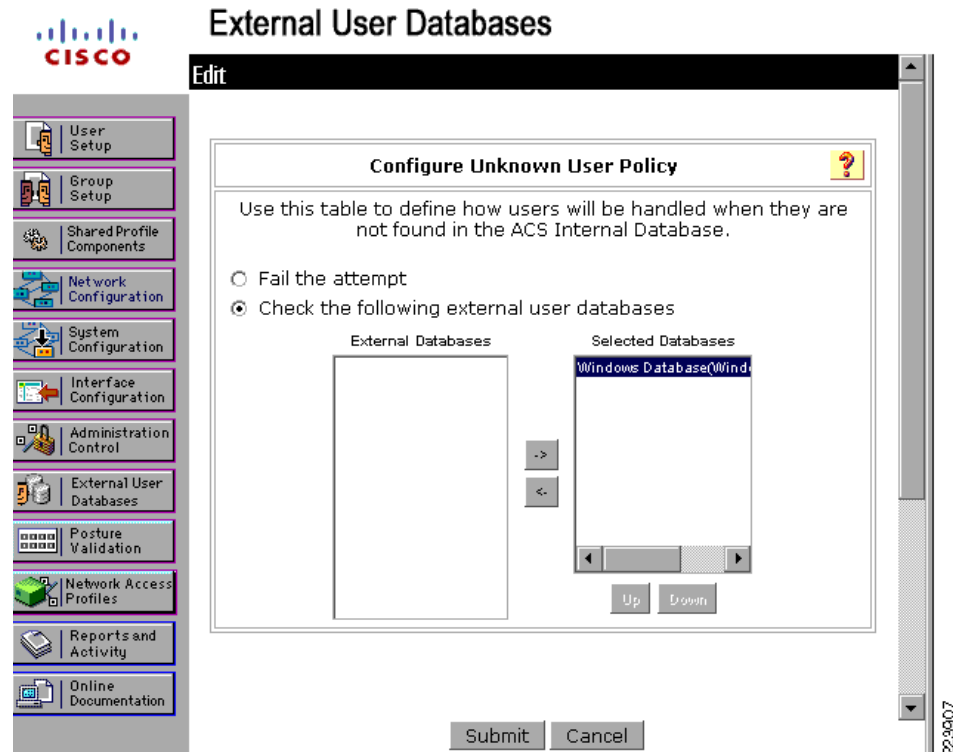 External User Databases
CISCO
Edit
User
Setup
Group
Setup
Shared Profile
Components
Network
Configuration
System
Configuration
Interface
Configuration
Administration
Control
External User
Databases
Posture
Validation
Network Access
Profiles
Reports and
Activity
Online
Documentation
Configure Unknown User Policy
?
Use this table to define how users will be handled when they are
not found in the ACS Internal Database.
Fail the attempt
Check the following external user databases
External Databases
Selected Databases
Windows Database(Wind
->
<-
Up
Down
Submit
Cancel
223907